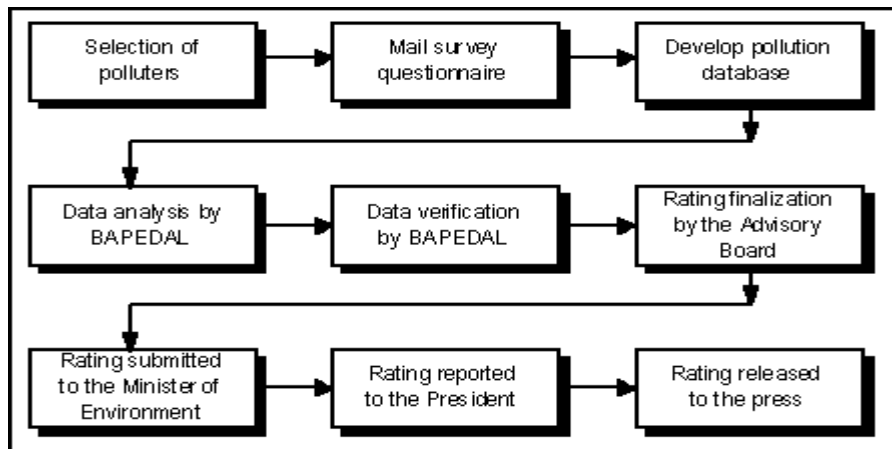 Selection of
polluters
Mail survey
questionnaire
Develop pollution
database
Data analysis by
BAPEDAL
Data verification
by BAPEDAL
Rating finalization
by the Advisory
Board
Rating submitted
to the Minister of
Environment
Rating reported
to the President
Rating released
to the press